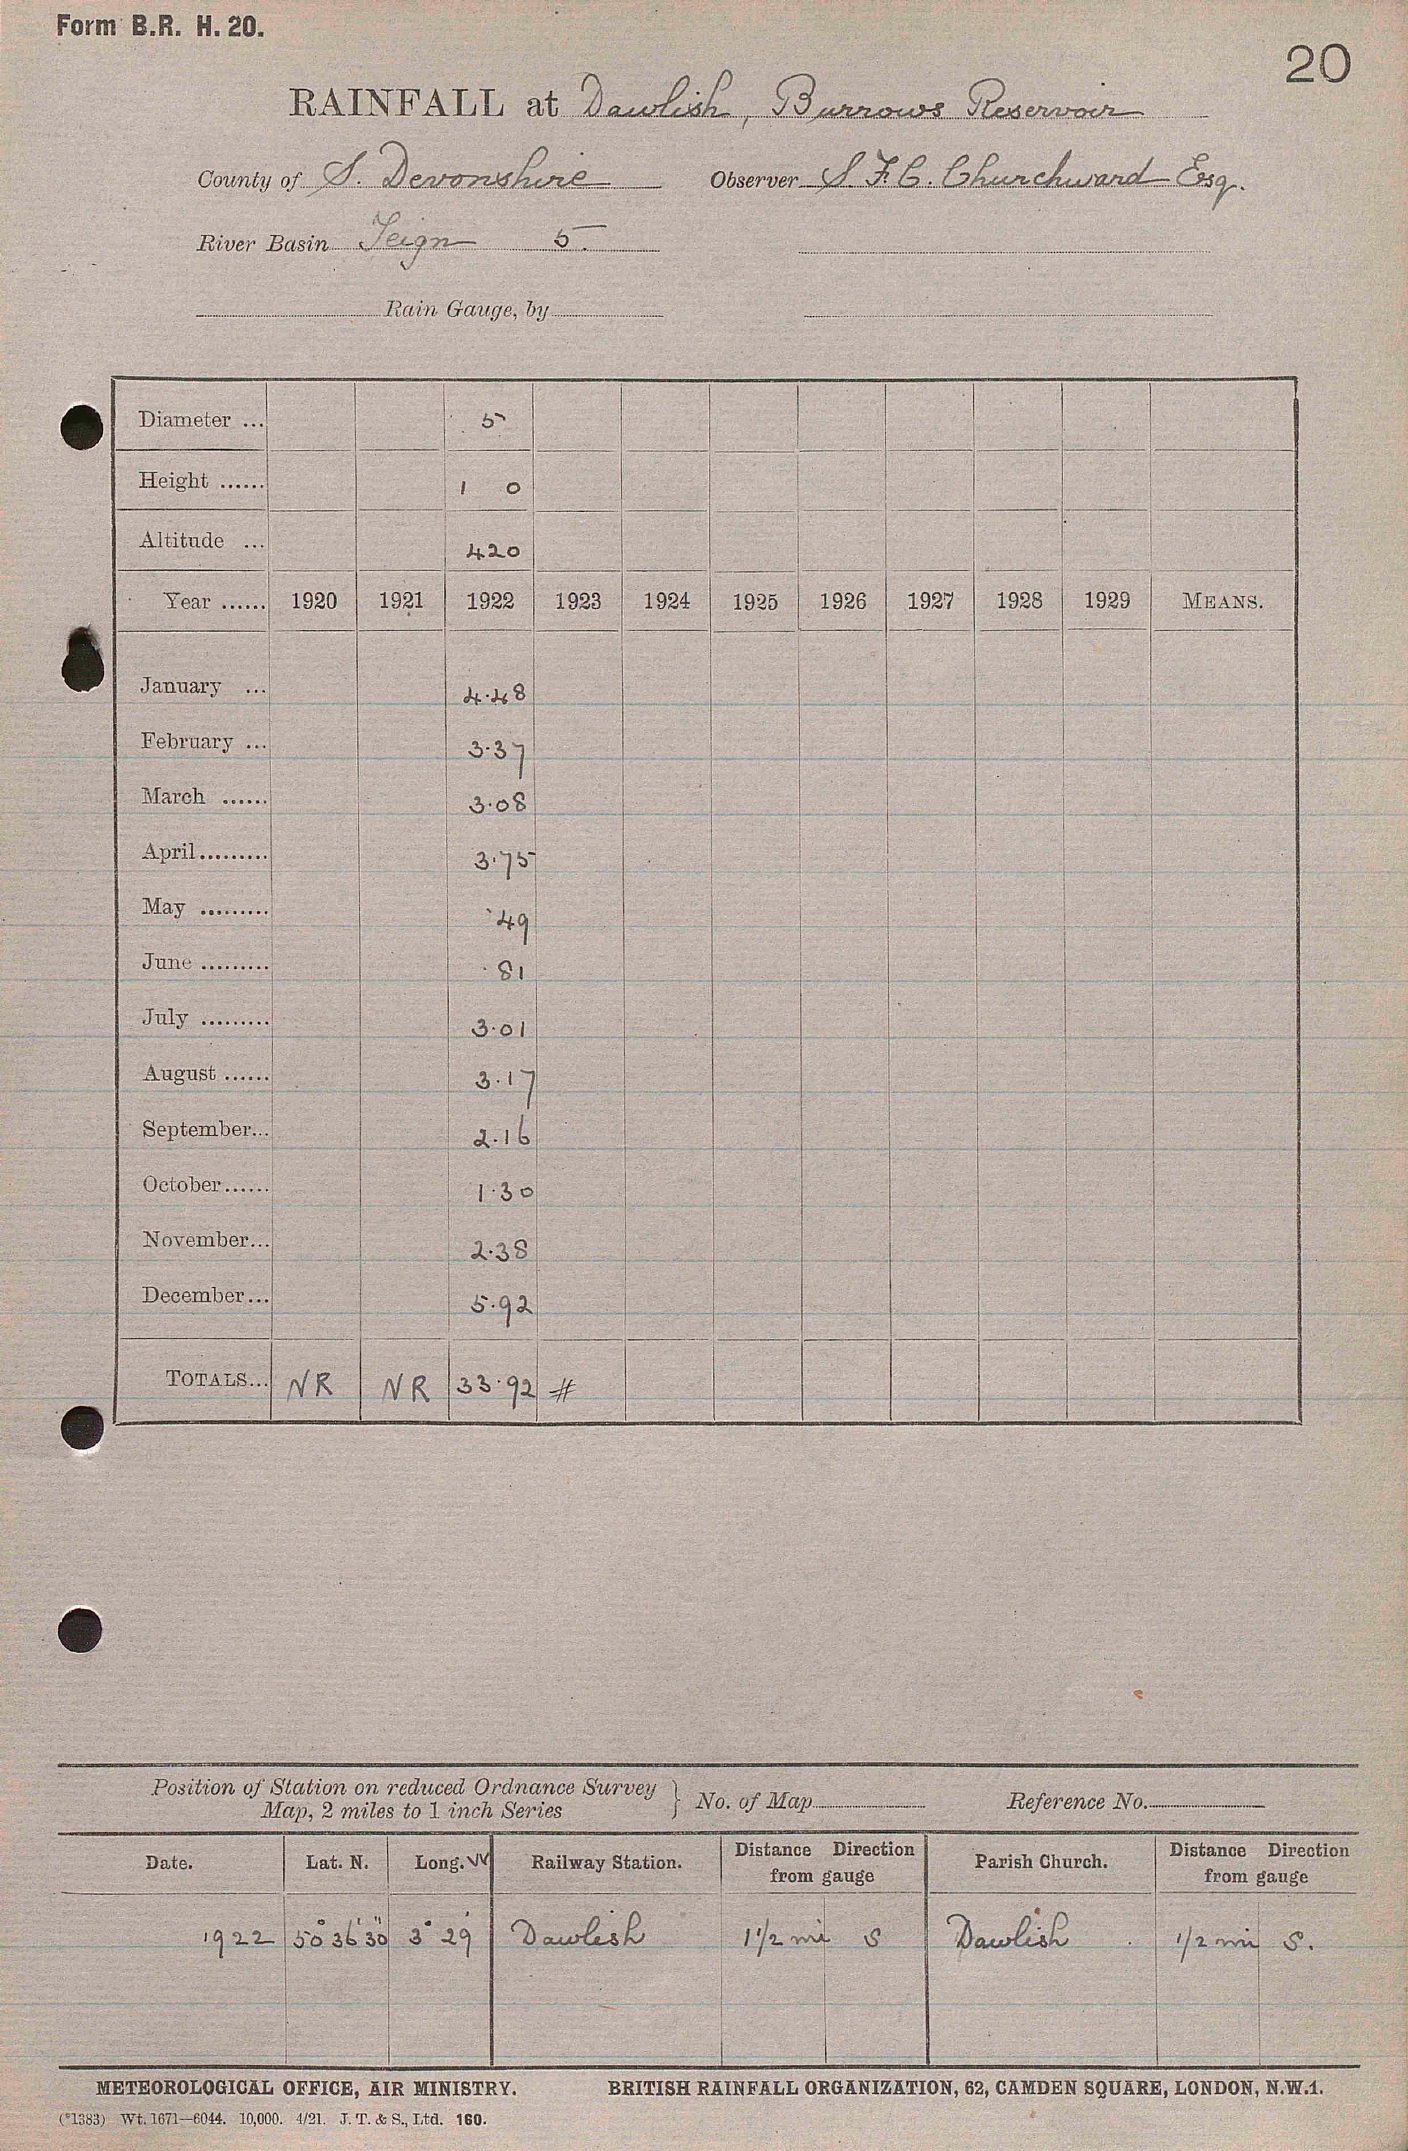 Form B.R. H. 20.
20
RAINFALL at Dawlish, Burrows Reservoir
County of S. Devonshire Observer S. F. C. Churchward Esq.
River Basin Teign 5.
Rain Gauge, by
Diameter ... 5
Height ...... 1 0
Altitude ... 420
Year ...... 1920 1921 1922 1923 1924 1925 1926 1927 1928 1929 MEANS.
January ... 4.48
February ... 3.37
March ...... 3.08
April......... 3.75
May ......... .49
June ......... .81
July ......... 3.01
August ...... 3.17
September... 2.16
October...... 1.30
November... 2.38
December... 5.92
TOTALS... NR NR 33.92 #
Position of Station on reduced Ordnance Survey
Map, 2 miles to 1 inch Series } No. of Map Reference No.
Date. Lat. N. Long. W Railway Station. Distance Direction from gauge Parish Church. Distance Direction from gauge
1922 50° 36' 30" 3° 29' Dawlish 1 1/2 mi S Dawlish 1/2 mi S.
METEOROLOGICAL OFFICE, AIR MINISTRY. BRITISH RAINFALL ORGANIZATION, 62, CAMDEN SQUARE, LONDON, N.W.1.
(*1383) Wt. 1671—6044. 10,000. 4/21. J. T. & S., Ltd. 160.